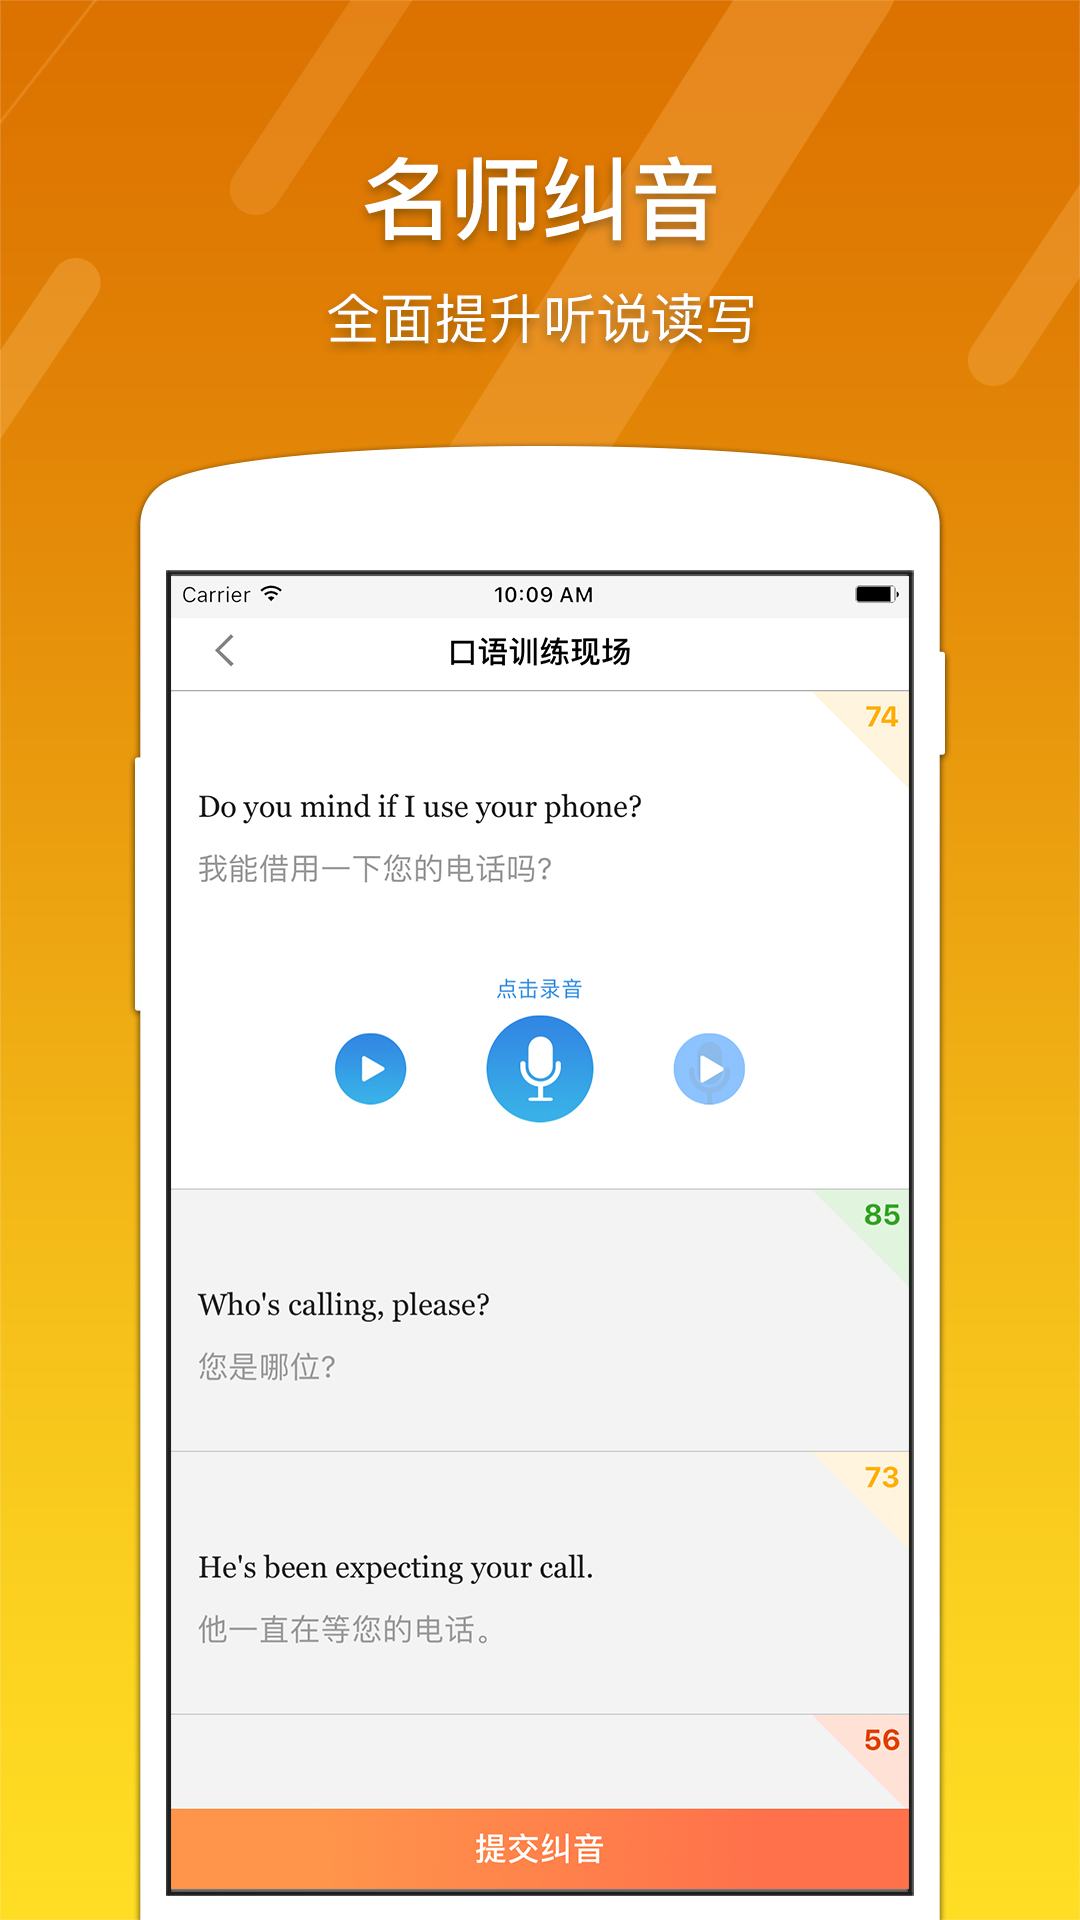 名师纠音
全面提升听说读写
Carrier 10:09 AM
口语训练现场
74
Do you mind if I use your phone?
我能借用一下您的电话吗?
点击录音
85
Who's calling, please?
您是哪位?
73
He's been expecting your call.
他一直在等您的电话。
56
提交纠音